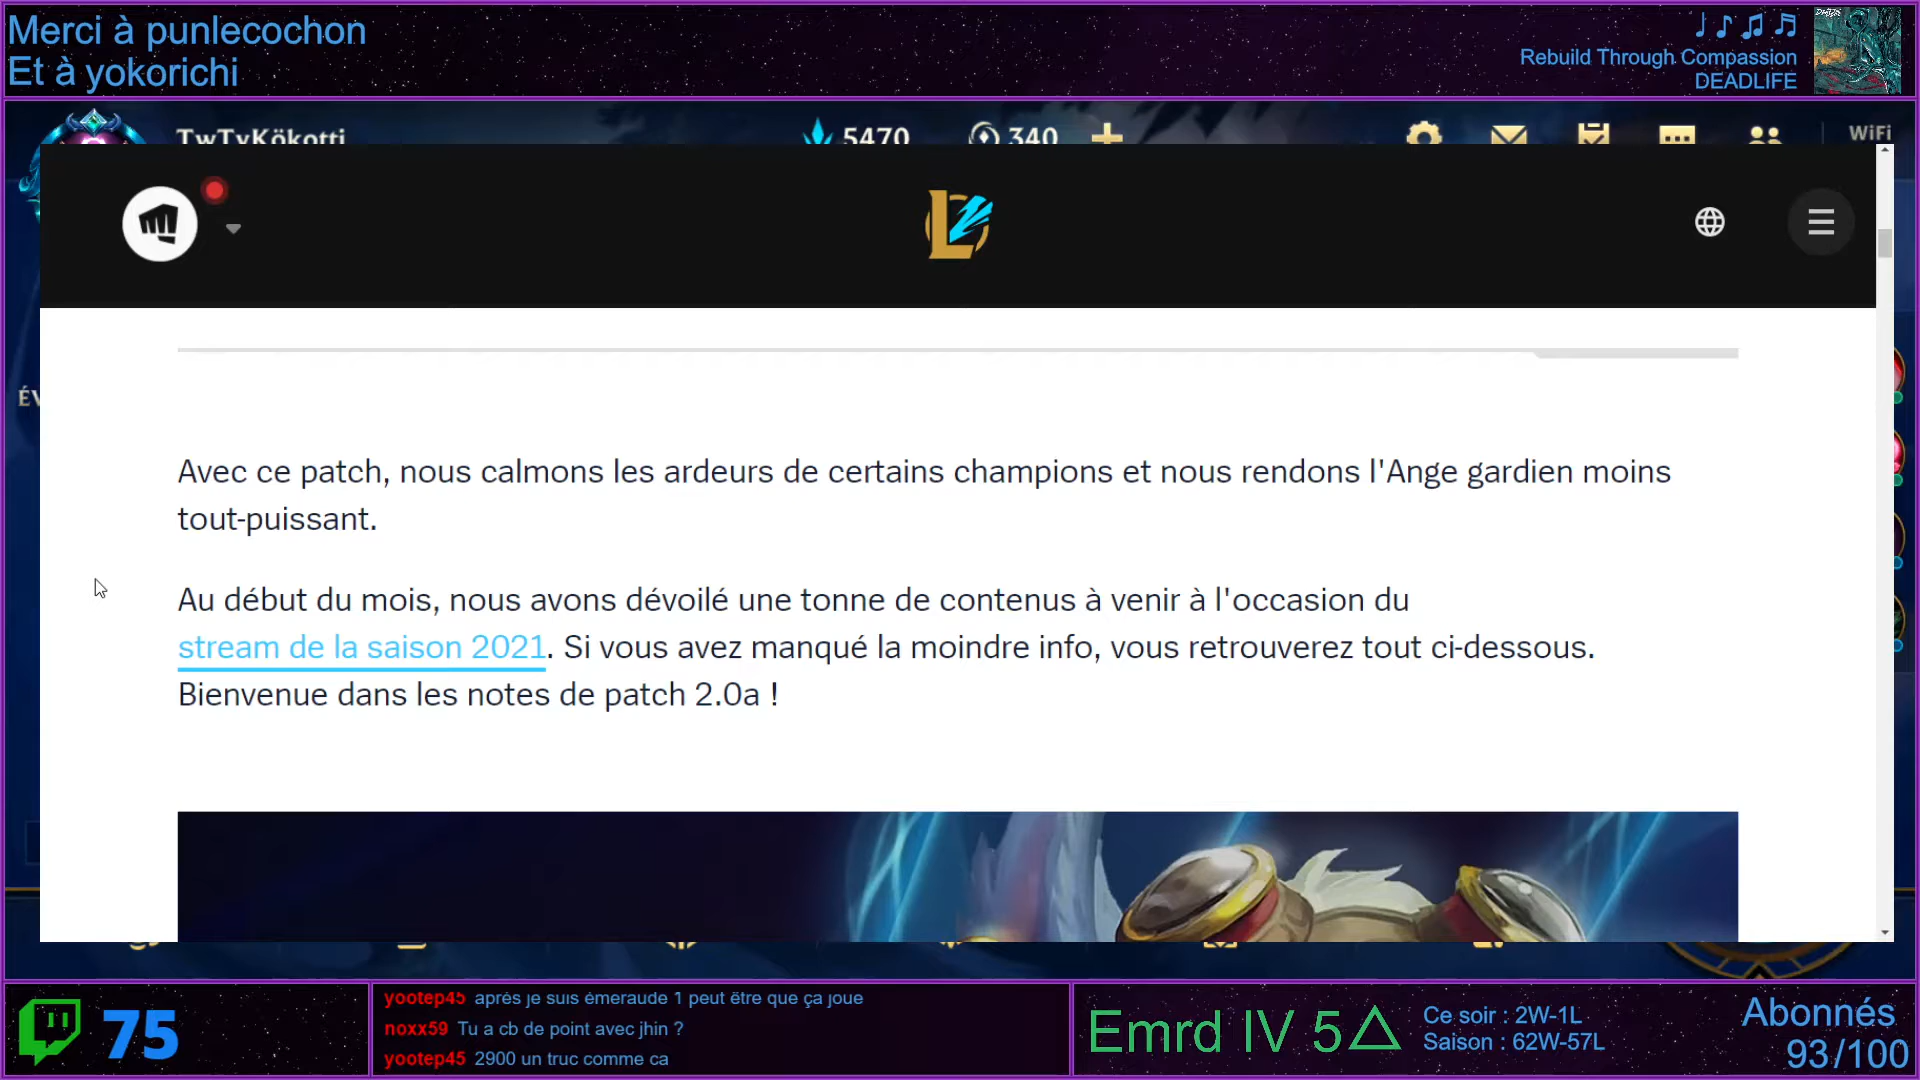 Merci à punlecochon
Et à yokorichi
Rebuild Through Compassion
DEADLIFE
TwTvKökotti
5470
340
WiFi
Avec ce patch, nous calmons les ardeurs de certains champions et nous rendons l'Ange gardien moins
tout-puissant.
Au début du mois, nous avons dévoilé une tonne de contenus à venir à l'occasion du
stream de la saison 2021. Si vous avez manqué la moindre info, vous retrouverez tout ci-dessous.
Bienvenue dans les notes de patch 2.0a !
75
yootep45 aprés je suis émeraude 1 peut être que ça joue
noxx59 Tu a cb de point avec jhin ?
yootep45 2900 un truc comme ca
Emrd IV 5
Ce soir : 2W-1L
Saison : 62W-57L
Abonnés
93/100